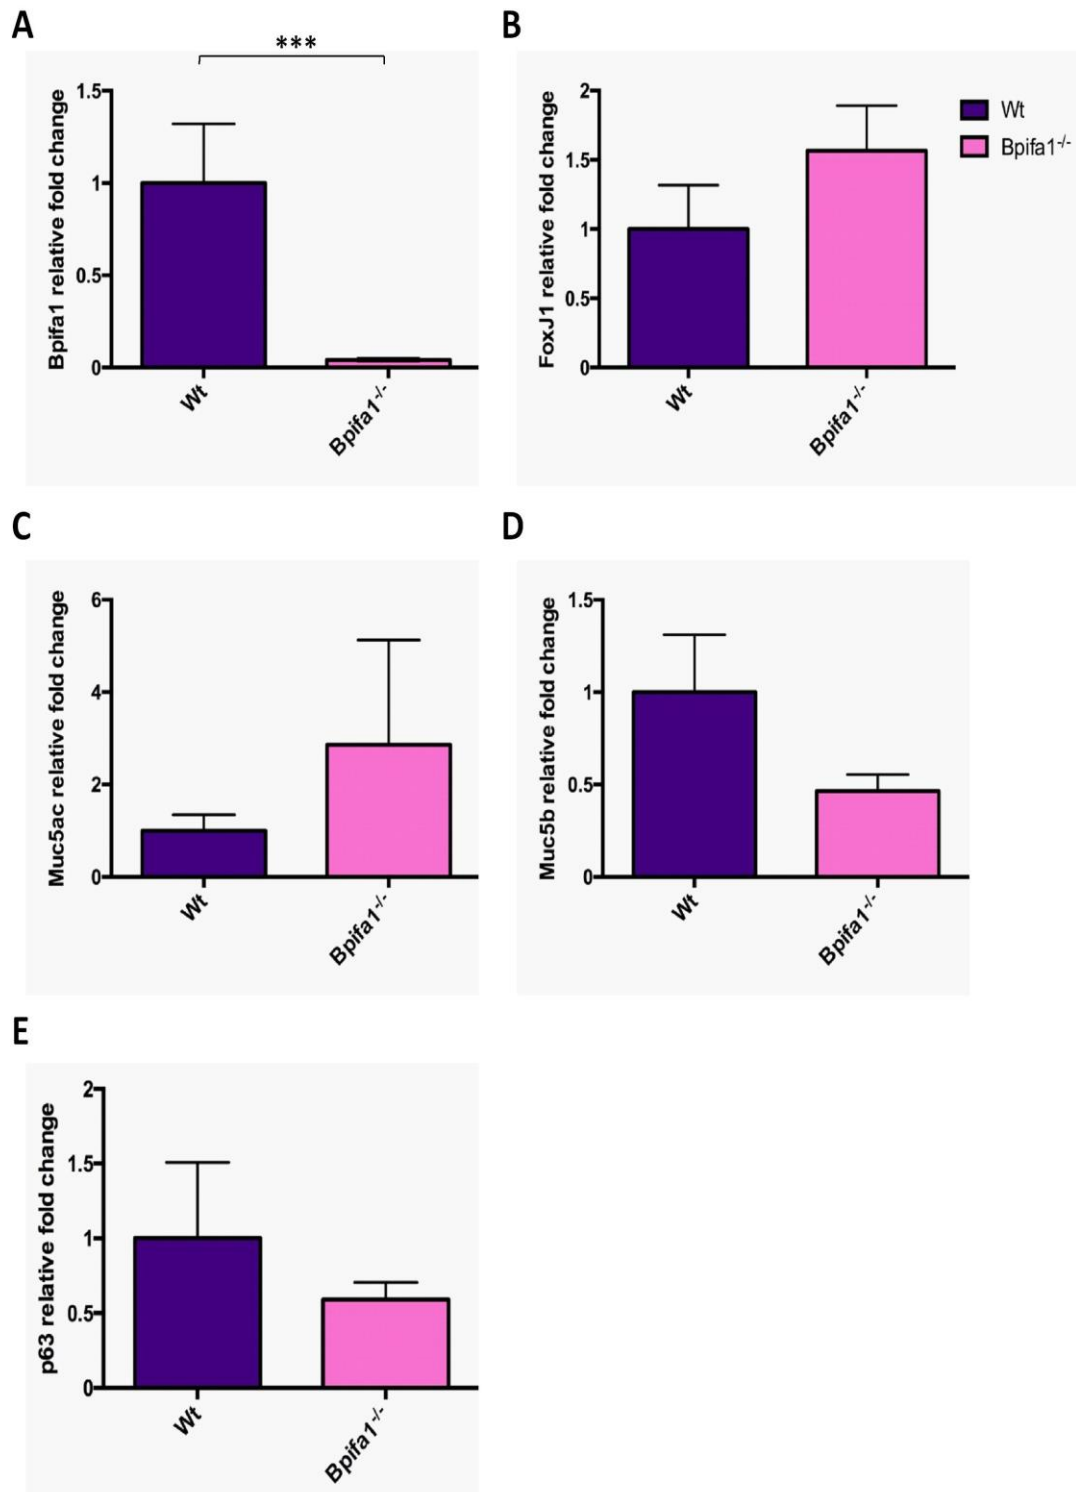 A
***
Bpifa1 relative fold change
1.5
1
0.5
0
Wt
Bpifa1-/-
B
FoxJ1 relative fold change
2
1.5
1
0.5
0
Wt
Bpifa1-/-
Wt
Bpifa1-/-
C
Muc5ac relative fold change
6
4
2
0
Wt
Bpifa1-/-
D
Muc5b relative fold change
1.5
1
0.5
0
Wt
Bpifa1-/-
E
p63 relative fold change
2
1.5
1
0.5
0
Wt
Bpifa1-/-